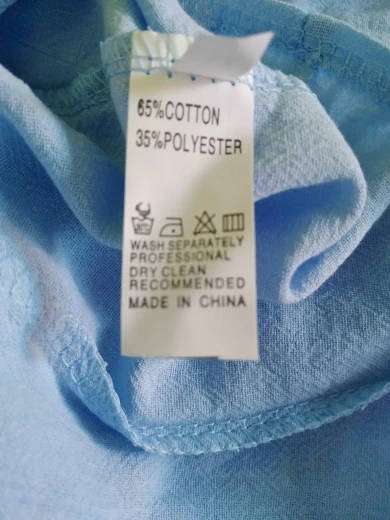 65%COTTON
35%POLYESTER
WASH SEPARATELY
PROFESSIONAL
DRY CLEAN
RECOMMENDED
MADE IN CHINA